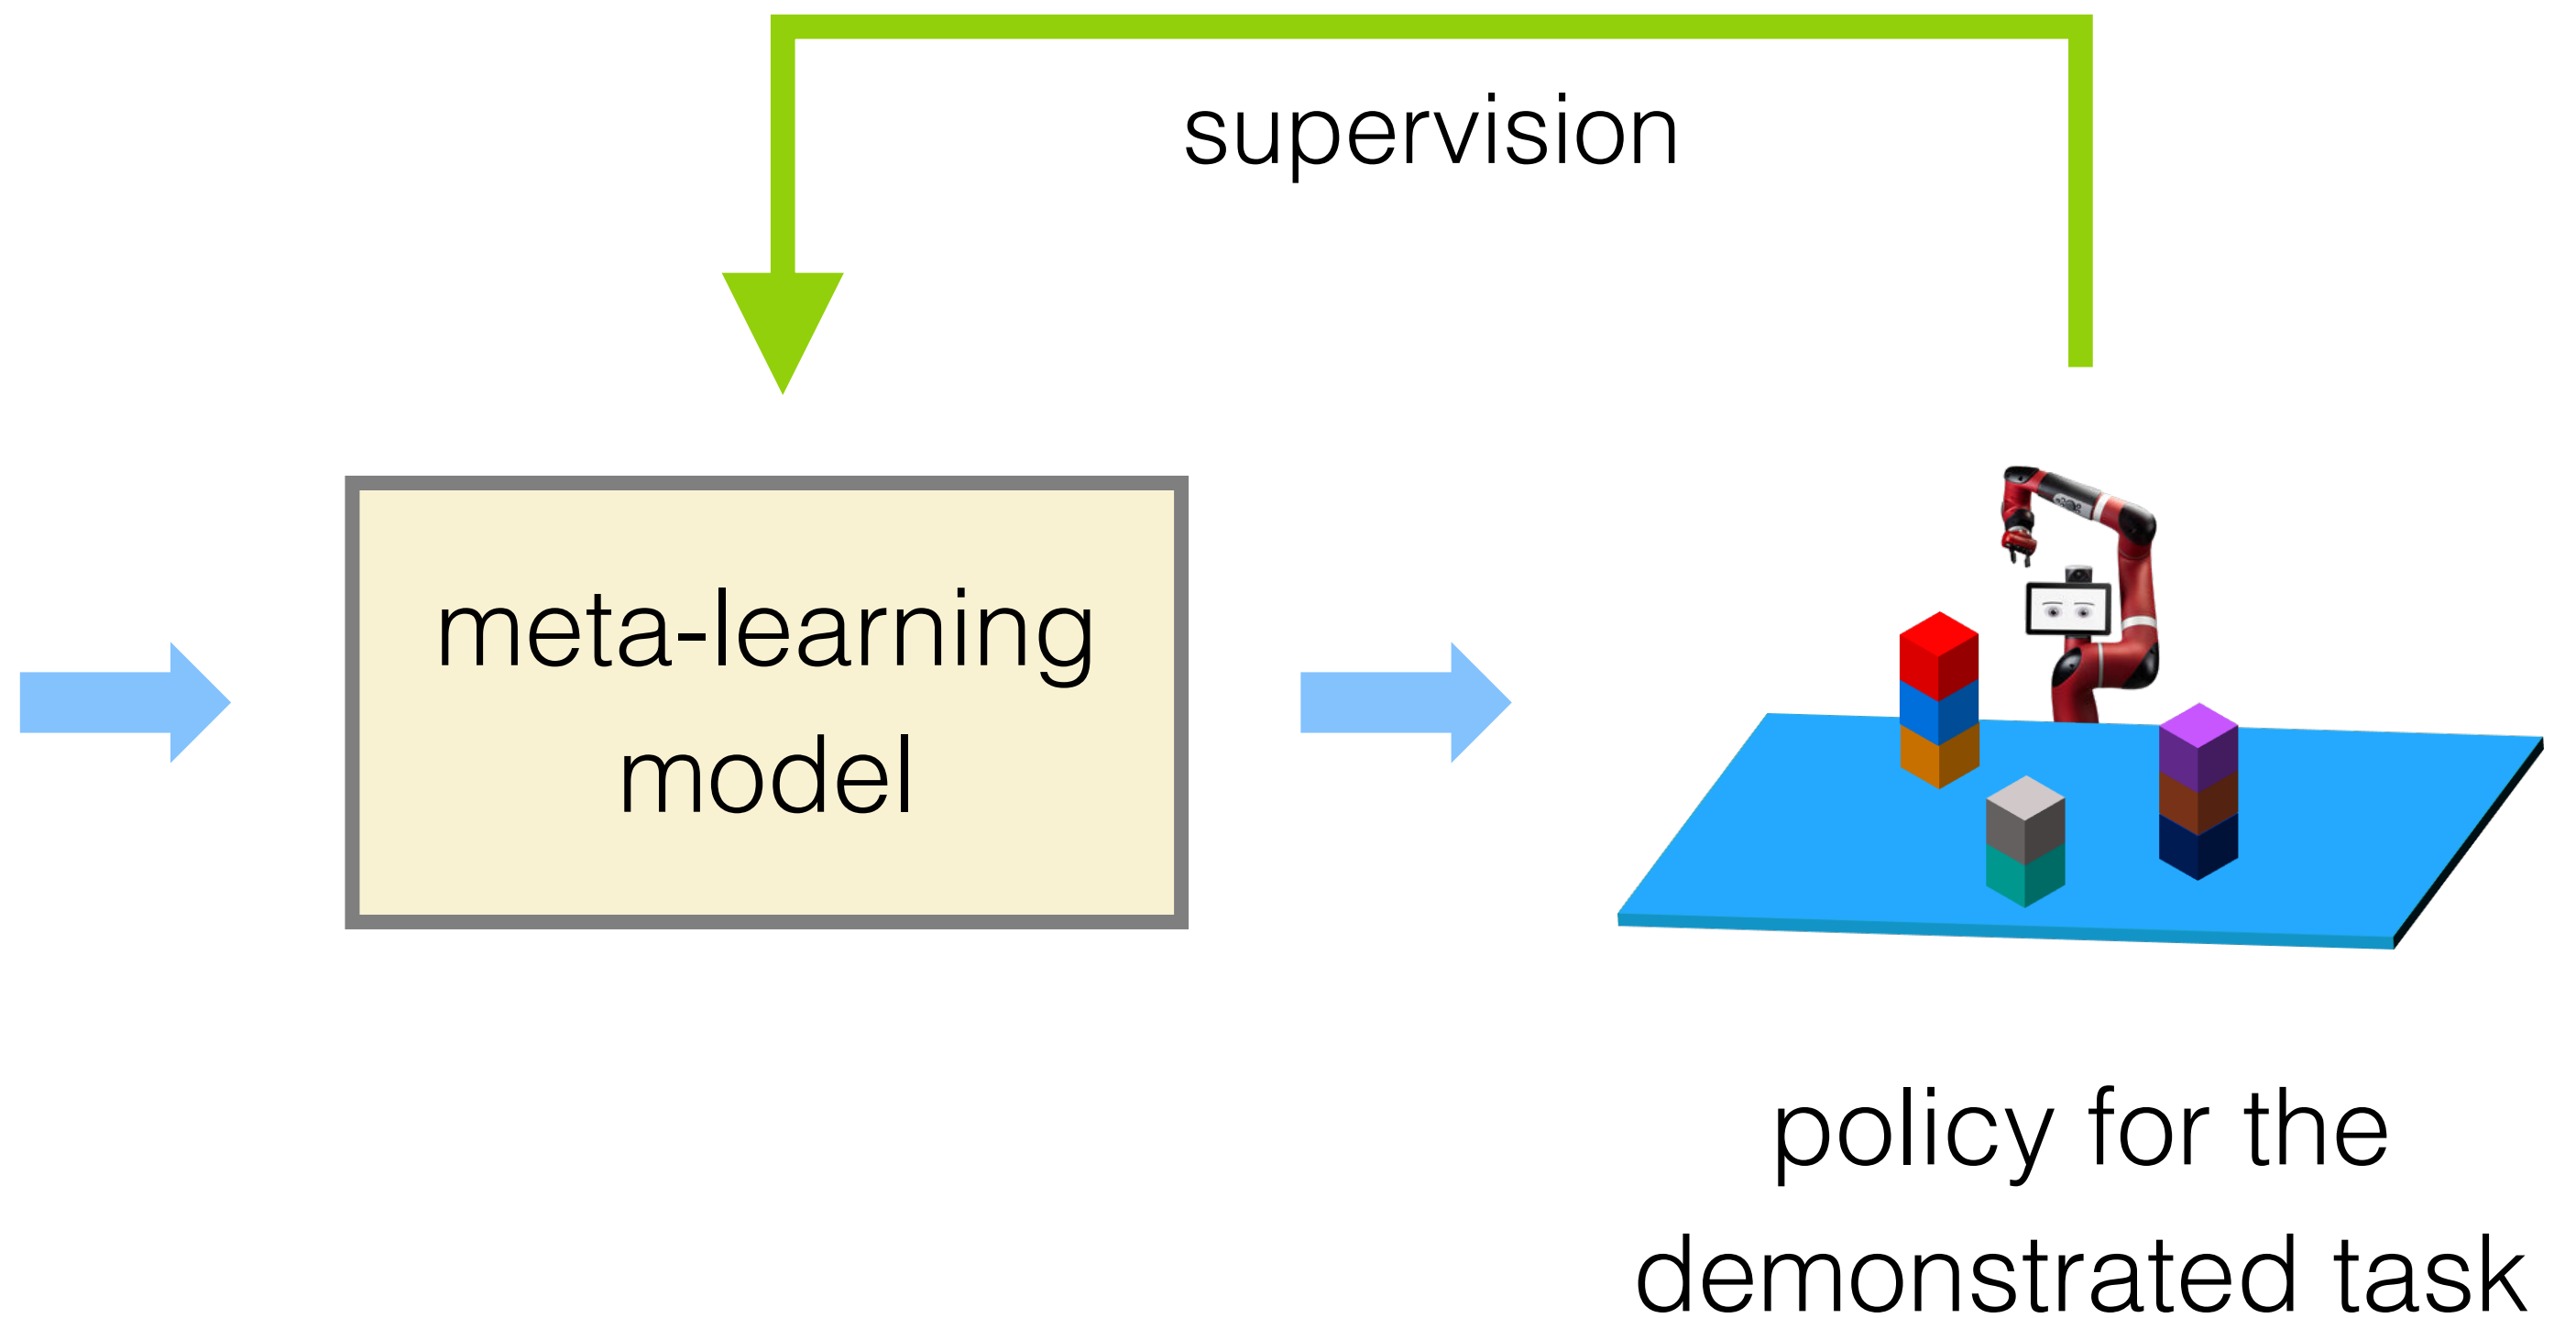 supervision
meta-learning
model
policy for the
demonstrated task